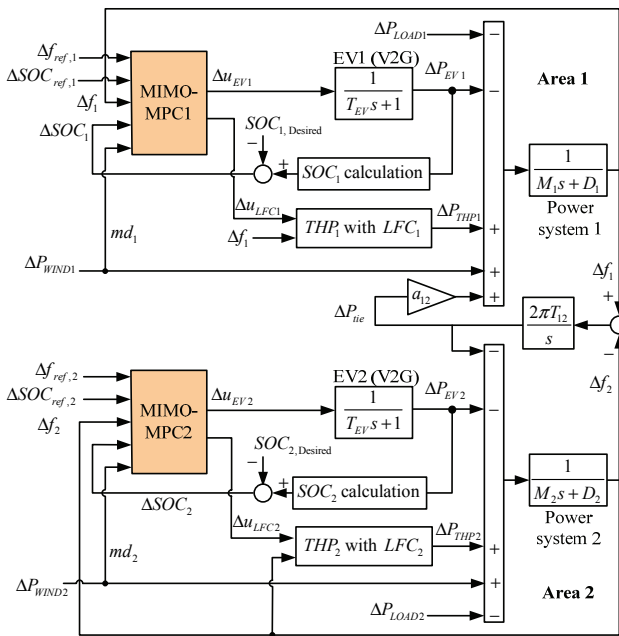 ΔP_LOAD1
−
Δf_ref,1
ΔSOC_ref,1
Δf_1
ΔSOC_1
MIMO-
MPC1
Δu_EV1
EV1 (V2G)
1
T_EV s + 1
ΔP_EV1
−
Area 1
SOC_1, Desired
−
+
SOC_1 calculation
1
M_1 s + D_1
Power
system 1
Δu_LFC1
Δf_1
THP_1 with LFC_1
ΔP_THP1
+
md_1
ΔP_WIND1
+
a_12
+
ΔP_tie
2πT_12
s
Δf_1
+
−
Δf_2
−
Δf_ref,2
ΔSOC_ref,2
Δf_2
MIMO-
MPC2
Δu_EV2
EV2 (V2G)
1
T_EV s + 1
ΔP_EV2
−
SOC_2, Desired
−
+
SOC_2 calculation
ΔSOC_2
1
M_2 s + D_2
Power
system 2
Δu_LFC2
THP_2 with LFC_2
ΔP_THP2
+
md_2
ΔP_WIND2
+
Area 2
ΔP_LOAD2
−